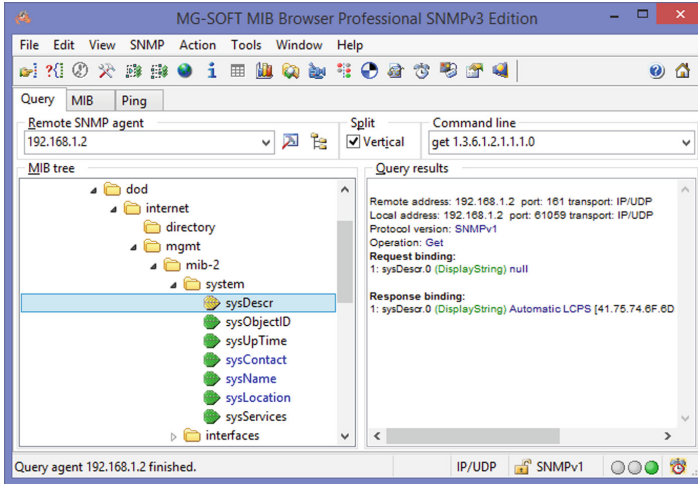 MG-SOFT MIB Browser Professional SNMPv3 Edition
File Edit View SNMP Action Tools Window Help
Query MIB Ping
Remote SNMP agent
192.168.1.2
Split
Vertical
Command line
get 1.3.6.1.2.1.1.1.0
MIB tree
dod
internet
directory
mgmt
mib-2
system
sysDescr
sysObjectID
sysUpTime
sysContact
sysName
sysLocation
sysServices
interfaces
Query results
Remote address: 192.168.1.2 port: 161 transport: IP/UDP
Local address: 192.168.1.2 port: 61059 transport: IP/UDP
Protocol version: SNMPv1
Operation: Get
Request binding:
1: sysDescr.0 (DisplayString) null
Response binding:
1: sysDescr.0 (DisplayString) Automatic LCPS [41.75.74.6F.6D
Query agent 192.168.1.2 finished.
IP/UDP
SNMPv1